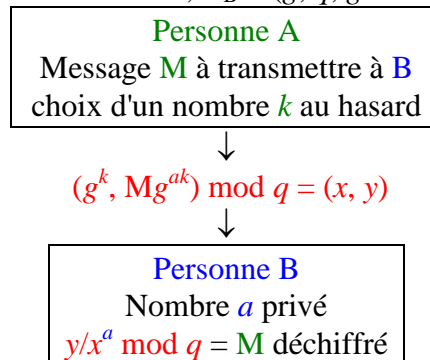 Personne A
Message M à transmettre à B
choix d'un nombre k au hasard
↓
(g^k, Mg^{ak}) mod q = (x, y)
↓
Personne B
Nombre a privé
y/x^a mod q = M déchiffré